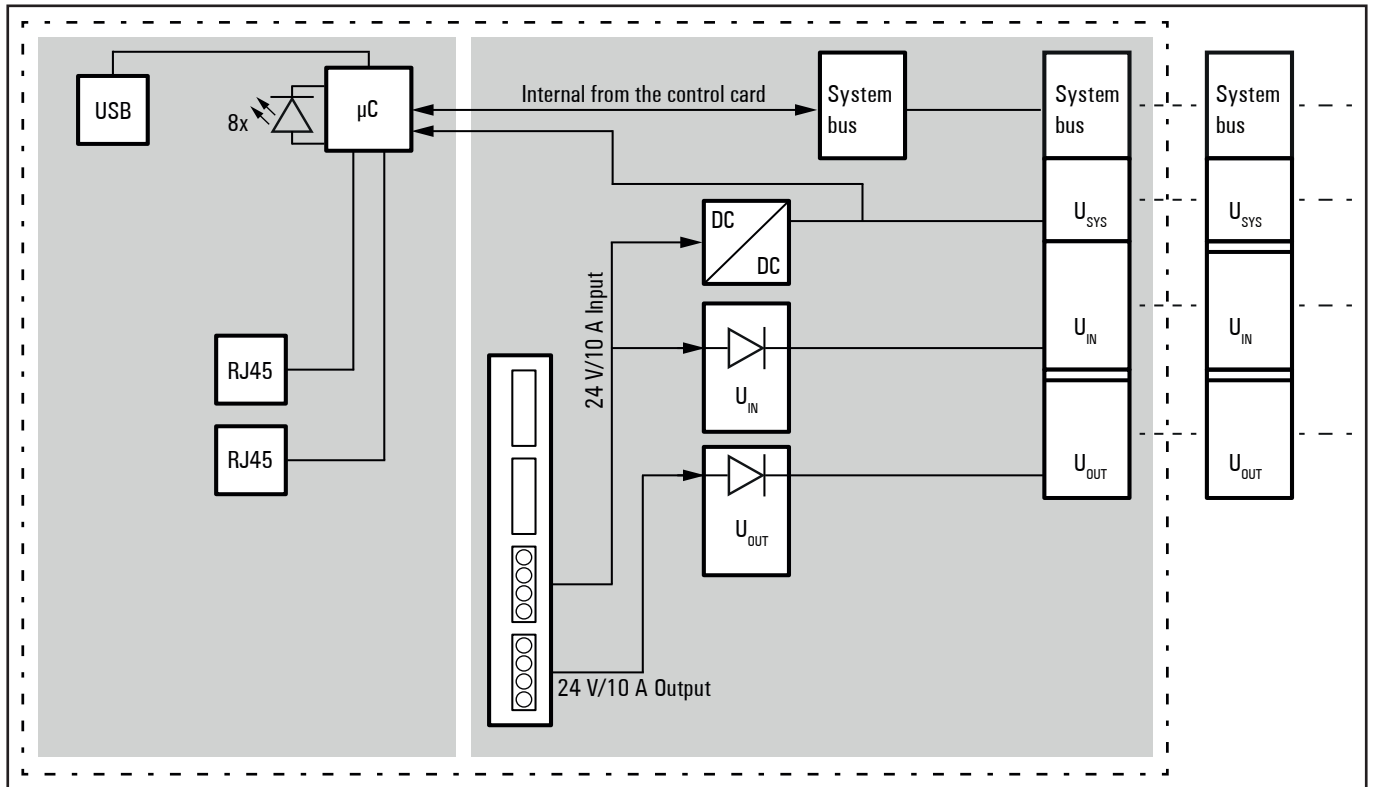 USB
8x
µC
Internal from the control card
System
bus
System
bus
System
bus
DC
DC
U_SYS
U_SYS
24 V/10 A Input
U_IN
U_IN
U_IN
RJ45
RJ45
U_OUT
U_OUT
U_OUT
24 V/10 A Output